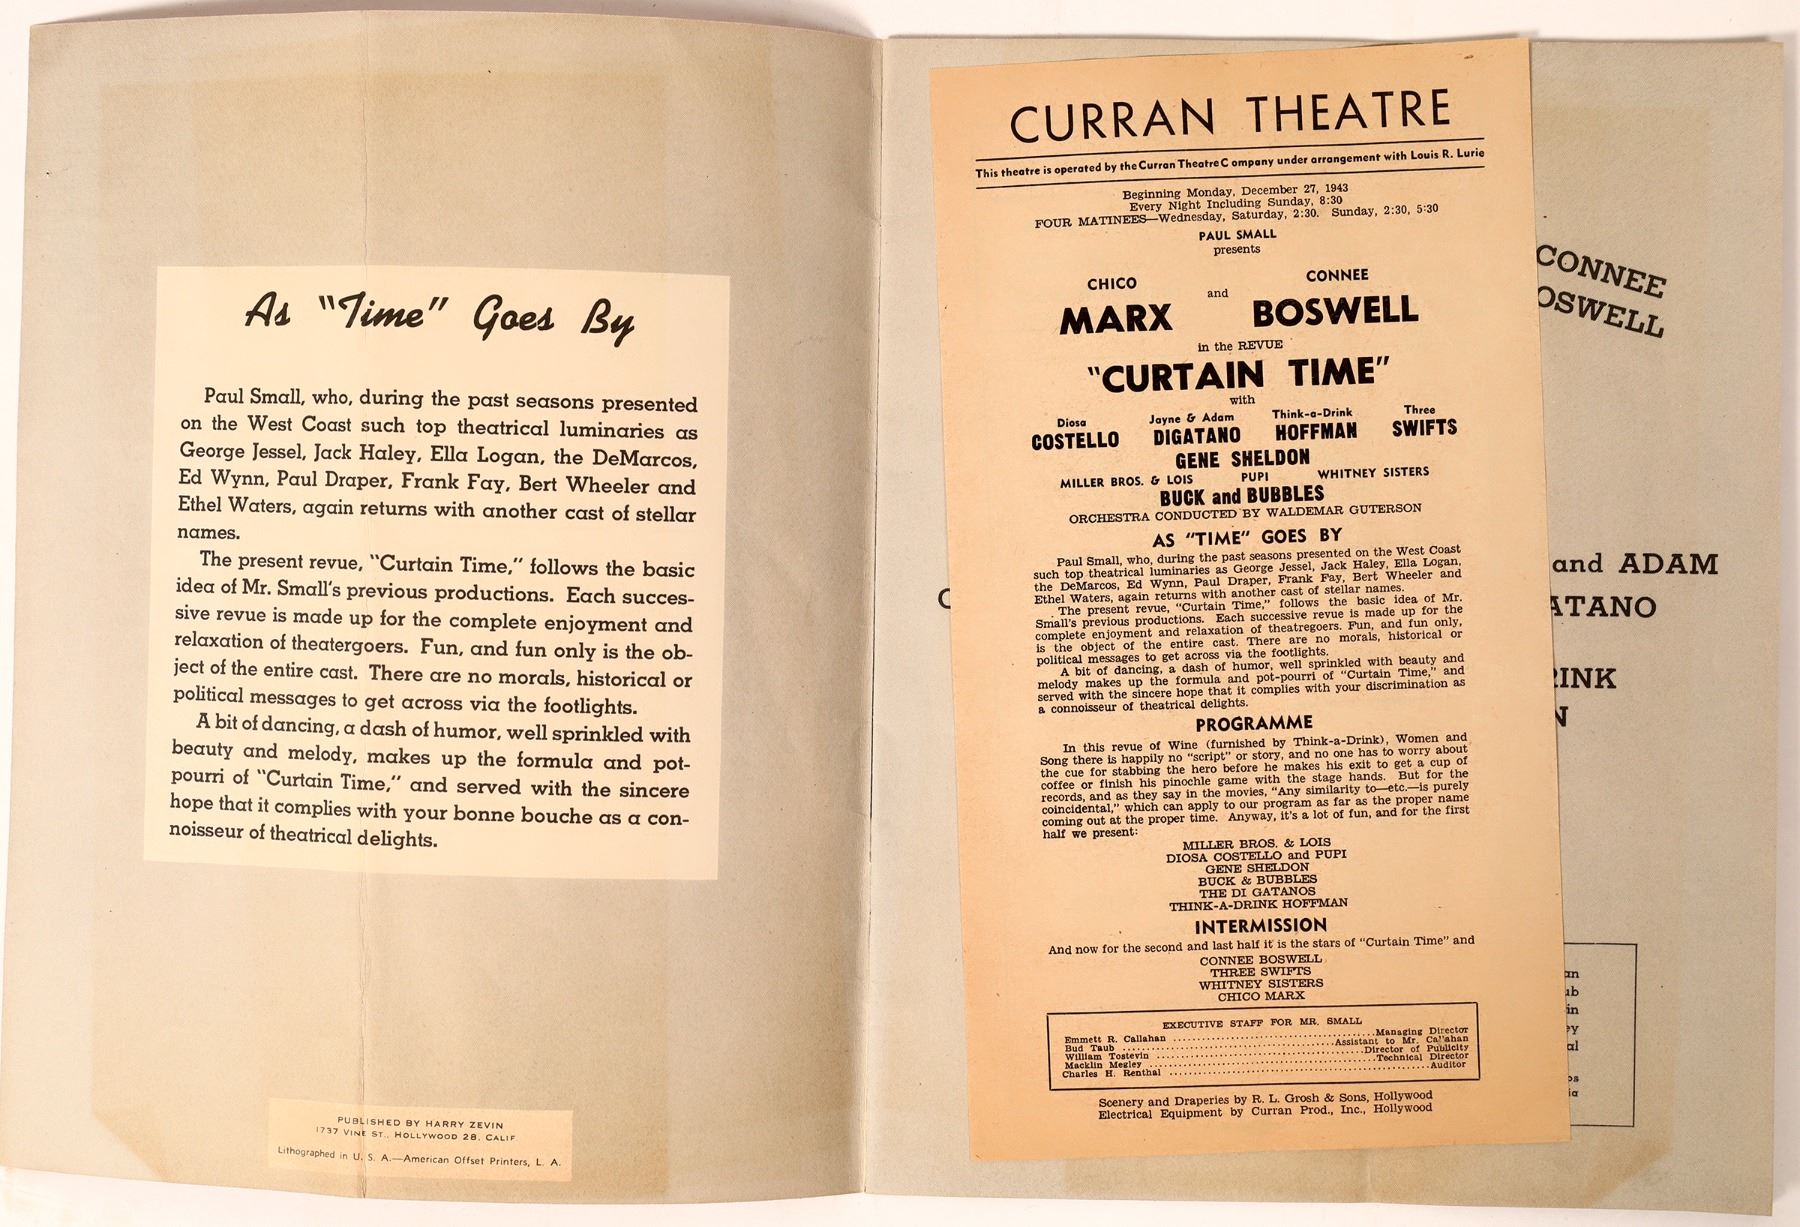 As "Time" Goes By
Paul Small, who, during the past seasons presented
on the West Coast such top theatrical luminaries as
George Jessel, Jack Haley, Ella Logan, the DeMarcos,
Ed Wynn, Paul Draper, Frank Fay, Bert Wheeler and
Ethel Waters, again returns with another cast of stellar
names.
The present revue, "Curtain Time," follows the basic
idea of Mr. Small's previous productions. Each succes-
sive revue is made up for the complete enjoyment and
relaxation of theatergoers. Fun, and fun only is the ob-
ject of the entire cast. There are no morals, historical or
political messages to get across via the footlights.
A bit of dancing, a dash of humor, well sprinkled with
beauty and melody, makes up the formula and pot-
pourri of "Curtain Time," and served with the sincere
hope that it complies with your bonne bouche as a con-
noisseur of theatrical delights.
PUBLISHED BY HARRY ZEVIN
1737 VINE ST., HOLLYWOOD 28, CALIF
Lithographed in U. S. A.—American Offset Printers, L. A.
CURRAN THEATRE
This theatre is operated by the Curran Theatre Company under arrangement with Louis R. Lurie
Beginning Monday, December 27, 1943
Every Night Including Sunday, 8:30
FOUR MATINEES—Wednesday, Saturday, 2:30. Sunday, 2:30, 5:30
PAUL SMALL
presents
CHICO CONNEE
MARX and BOSWELL
in the REVUE
"CURTAIN TIME"
with
Diosa Jayne & Adam Think-a-Drink Three
COSTELLO DIGATANO HOFFMAN SWIFTS
GENE SHELDON
MILLER BROS. & LOIS PUPI WHITNEY SISTERS
BUCK and BUBBLES
ORCHESTRA CONDUCTED BY WALDEMAR GUTERSON
AS "TIME" GOES BY
Paul Small, who, during the past seasons presented on the West Coast
such top theatrical luminaries as George Jessel, Jack Haley, Ella Logan,
the DeMarcos, Ed Wynn, Paul Draper, Frank Fay, Bert Wheeler and
Ethel Waters, again returns with another cast of stellar names.
The present revue, "Curtain Time," follows the basic idea of Mr.
Small's previous productions. Each successive revue is made up for the
complete enjoyment and relaxation of theatregoers. Fun, and fun only,
is the object of the entire cast. There are no morals, historical or
political messages to get across via the footlights.
A bit of dancing, a dash of humor, well sprinkled with beauty and
melody makes up the formula and pot-pourri of "Curtain Time," and
served with the sincere hope that it complies with your discrimination as
a connoisseur of theatrical delights.
PROGRAMME
In this revue of Wine (furnished by Think-a-Drink), Women and
Song there is happily no "script" or story, and no one has to worry about
the cue for stabbing the hero before he makes his exit to get a cup of
coffee or finish his pinochle game with the stage hands. But for the
records, and as they say in the movies, "Any similarity to—etc.—is purely
coincidental," which can apply to our program as far as the proper name
coming out at the proper time. Anyway, it's a lot of fun, and for the first
half we present:
MILLER BROS. & LOIS
DIOSA COSTELLO and PUPI
GENE SHELDON
BUCK & BUBBLES
THE DI GATANOS
THINK-A-DRINK HOFFMAN
INTERMISSION
And now for the second and last half it is the stars of "Curtain Time" and
CONNEE BOSWELL
THREE SWIFTS
WHITNEY SISTERS
CHICO MARX
EXECUTIVE STAFF FOR MR. SMALL
Emmett R. Callahan ........ Managing Director
Bud Taub ........ Assistant to Mr. Callahan
William Tostevin ........ Director of Publicity
Macklin Megley ........ Technical Director
Charles H. Renthal ........ Auditor
Scenery and Draperies by R. L. Grosh & Sons, Hollywood
Electrical Equipment by Curran Prod., Inc., Hollywood
CONNEE
OSWELL
and ADAM
ATANO
RINK
N